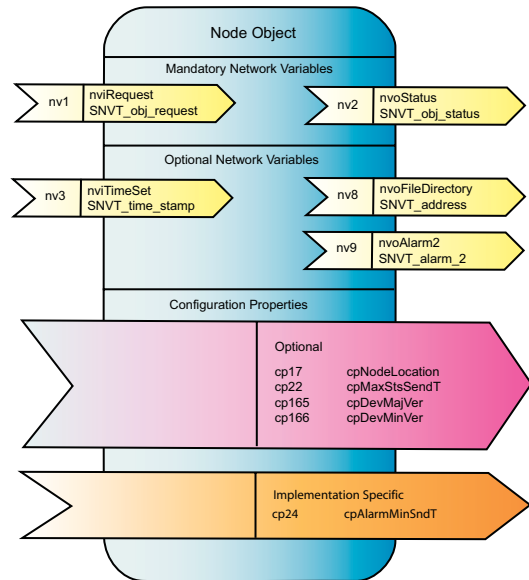 Node Object
Mandatory Network Variables
nv1 nviRequest
SNVT_obj_request
nv2 nvoStatus
SNVT_obj_status
Optional Network Variables
nv3 nviTimeSet
SNVT_time_stamp
nv8 nvoFileDirectory
SNVT_address
nv9 nvoAlarm2
SNVT_alarm_2
Configuration Properties
Optional
cp17 cpNodeLocation
cp22 cpMaxStsSendT
cp165 cpDevMajVer
cp166 cpDevMinVer
Implementation Specific
cp24 cpAlarmMinSndT